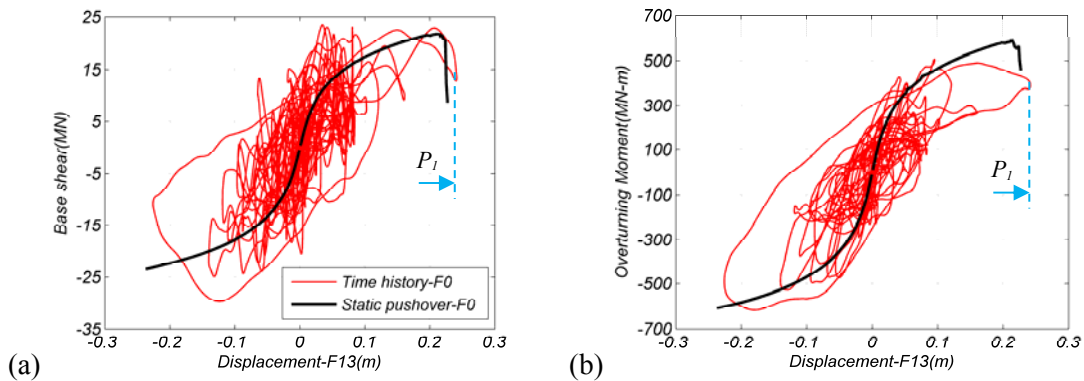 25
15
5
-5
-15
-25
-35
Base shear(MN)
P1
Time history-F0
Static pushover-F0
-0.3 -0.2 -0.1 0 0.1 0.2 0.3
Displacement-F13(m)
(a)
700
500
300
100
-100
-300
-500
-700
Overturning Moment(MN-m)
P1
-0.3 -0.2 -0.1 0 0.1 0.2 0.3
Displacement-F13(m)
(b)